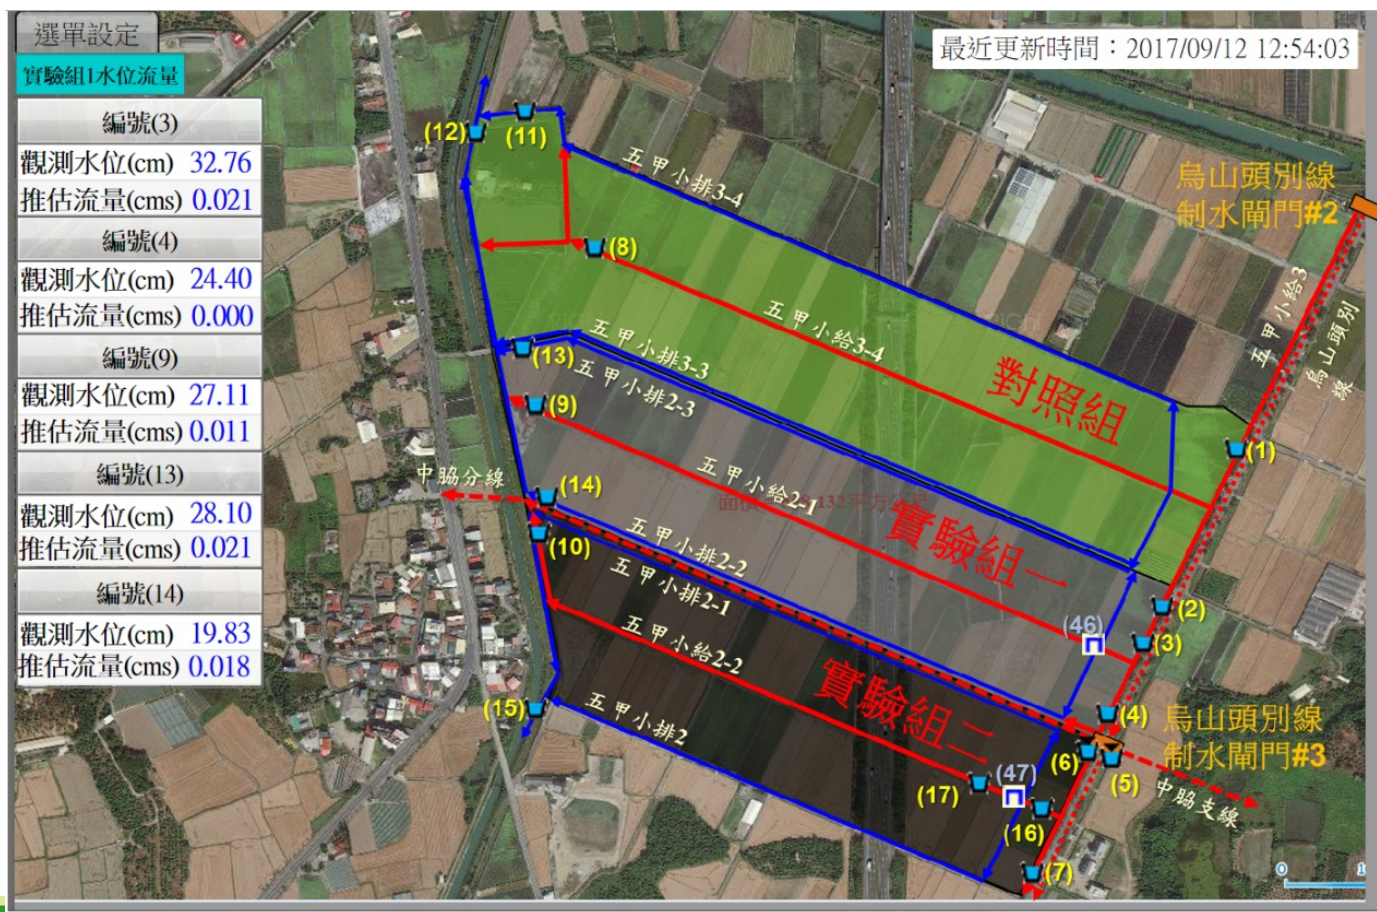 選單設定
實驗組1水位流量
編號(3)
觀測水位(cm) 32.76
推估流量(cms) 0.021
編號(4)
觀測水位(cm) 24.40
推估流量(cms) 0.000
編號(9)
觀測水位(cm) 27.11
推估流量(cms) 0.011
編號(13)
觀測水位(cm) 28.10
推估流量(cms) 0.021
編號(14)
觀測水位(cm) 19.83
推估流量(cms) 0.018
最近更新時間：2017/09/12 12:54:03
(12)
(11)
五甲小排3-4
烏山頭別線
制水閘門#2
(8)
五甲小給3
烏山頭別
線
五甲小給3-4
(13)
五甲小排3-3
五甲小排2-3
對照組
(9)
(1)
中脇分線
(14)
五甲小給2-1
實驗組一
(10)
五甲小排2-2
五甲小排2-1
(2)
(46)
(3)
五甲小給2-2
實驗組二
(15)
五甲小排2
(4)
烏山頭別線
制水閘門#3
(6)
(5)
中脇支線
(47)
(17)
(16)
(7)
0